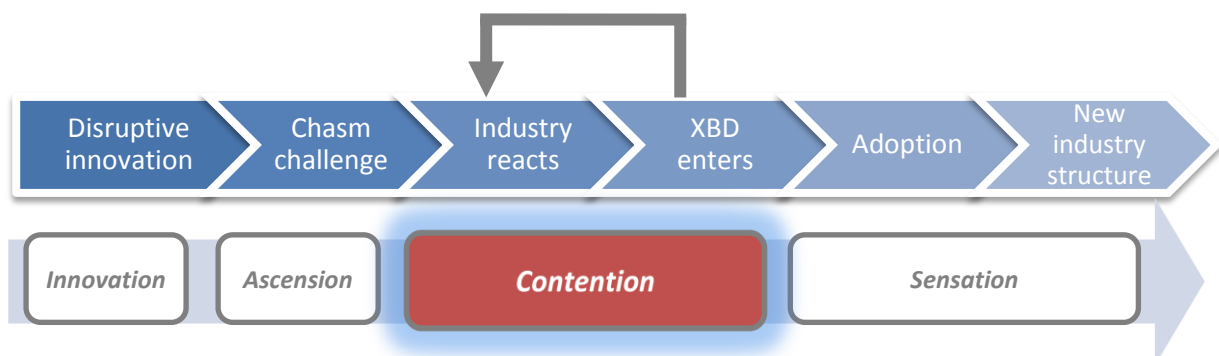 Disruptive
innovation
Chasm
challenge
Industry
reacts
XBD
enters
Adoption
New
industry
structure
Innovation
Ascension
Contention
Sensation